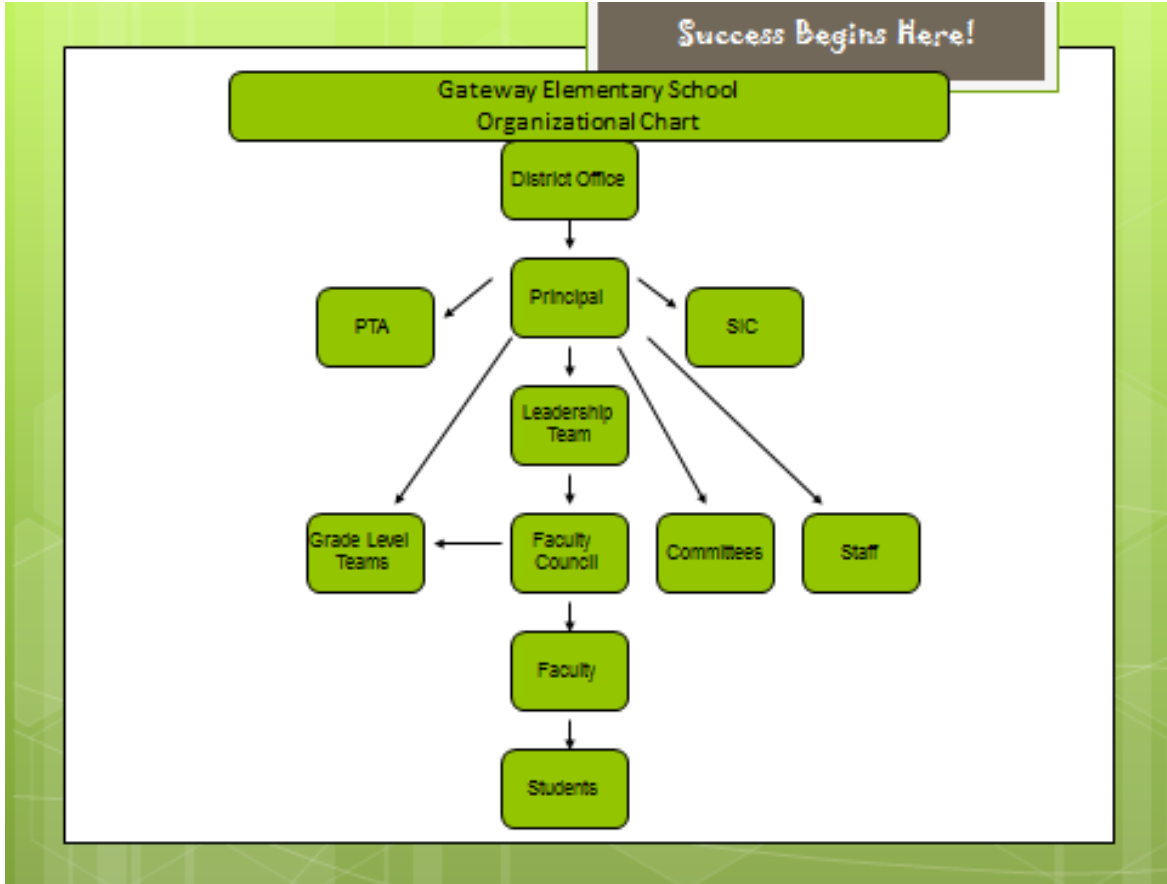 Success Begins Here!
Gateway Elementary School
Organizational Chart
District Office
Principal
PTA
SIC
Leadership
Team
Grade Level
Teams
Faculty
Council
Committees
Staff
Faculty
Students